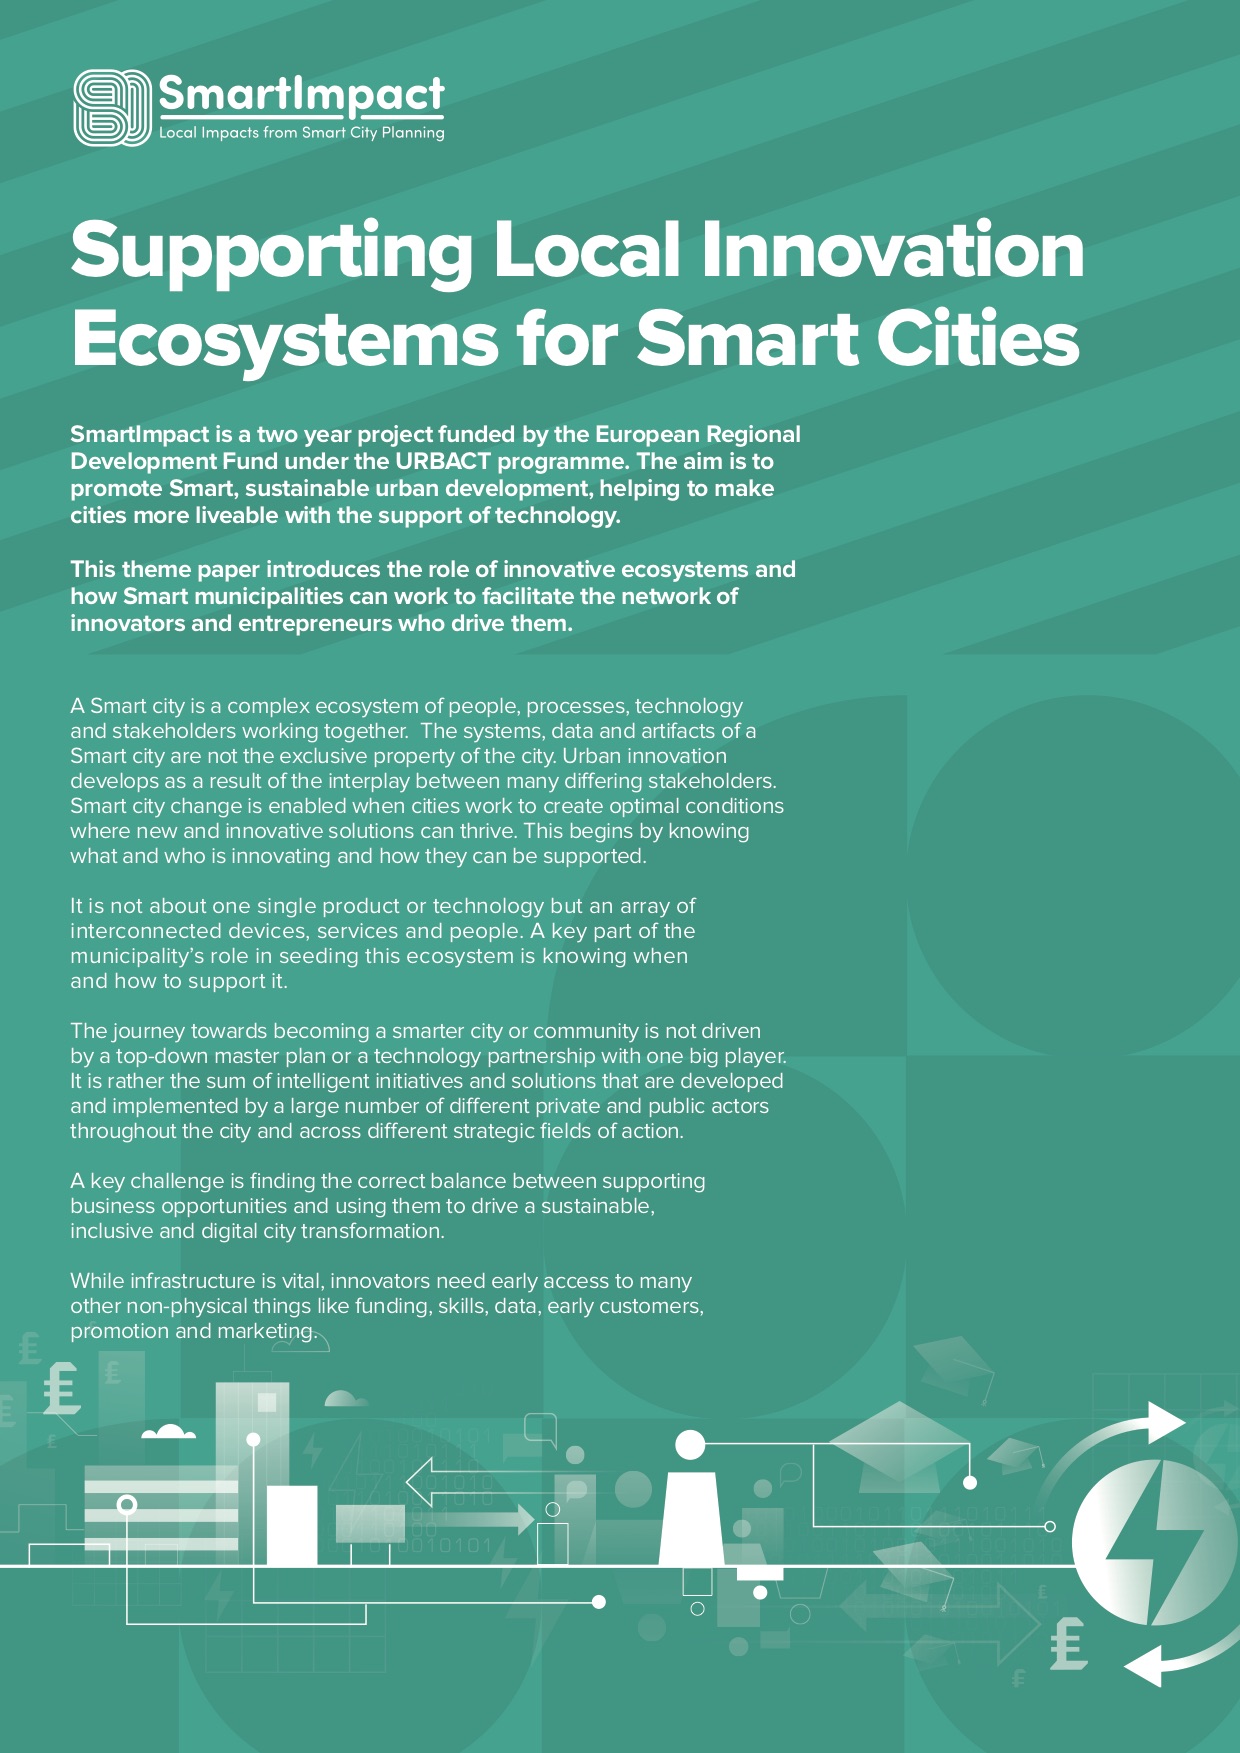 SmartImpact
Local Impacts from Smart City Planning
Supporting Local Innovation
Ecosystems for Smart Cities
SmartImpact is a two year project funded by the European Regional
Development Fund under the URBACT programme. The aim is to
promote Smart, sustainable urban development, helping to make
cities more liveable with the support of technology.
This theme paper introduces the role of innovative ecosystems and
how Smart municipalities can work to facilitate the network of
innovators and entrepreneurs who drive them.
A Smart city is a complex ecosystem of people, processes, technology
and stakeholders working together.  The systems, data and artifacts of a
Smart city are not the exclusive property of the city. Urban innovation
develops as a result of the interplay between many differing stakeholders.
Smart city change is enabled when cities work to create optimal conditions
where new and innovative solutions can thrive. This begins by knowing
what and who is innovating and how they can be supported.
It is not about one single product or technology but an array of
interconnected devices, services and people. A key part of the
municipality’s role in seeding this ecosystem is knowing when
and how to support it.
The journey towards becoming a smarter city or community is not driven
by a top-down master plan or a technology partnership with one big player.
It is rather the sum of intelligent initiatives and solutions that are developed
and implemented by a large number of different private and public actors
throughout the city and across different strategic fields of action.
A key challenge is finding the correct balance between supporting
business opportunities and using them to drive a sustainable,
inclusive and digital city transformation.
While infrastructure is vital, innovators need early access to many
other non-physical things like funding, skills, data, early customers,
promotion and marketing.